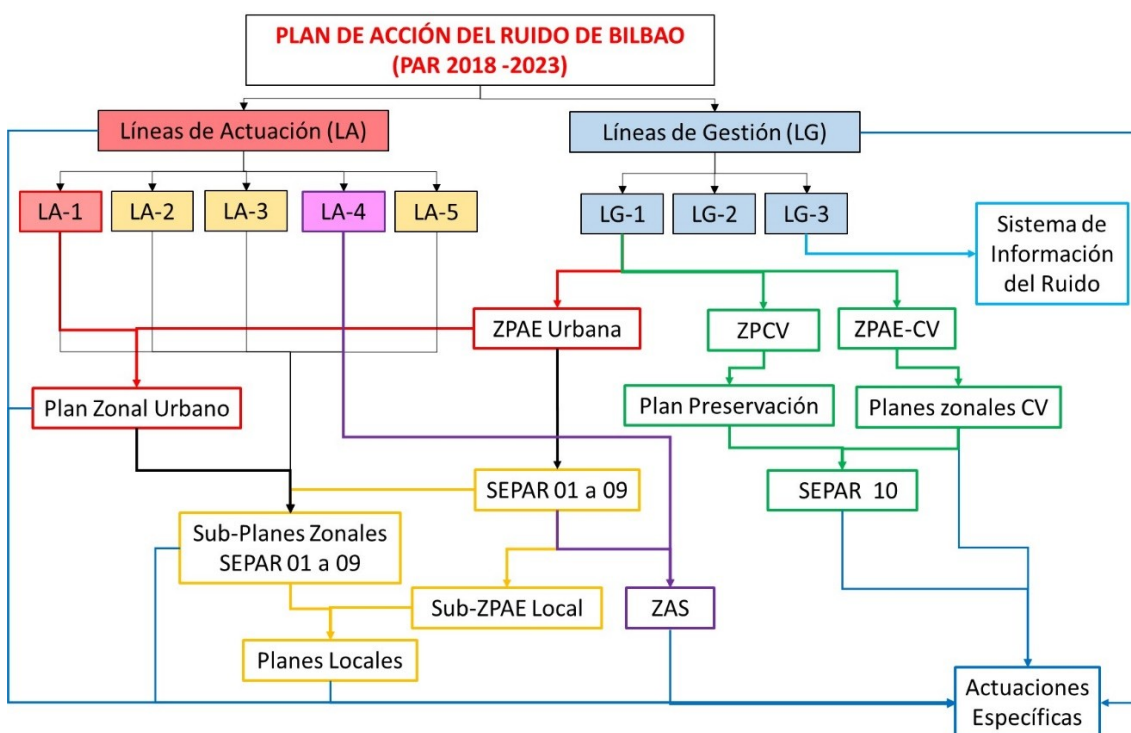 PLAN DE ACCIÓN DEL RUIDO DE BILBAO
(PAR 2018 -2023)
Líneas de Actuación (LA)
Líneas de Gestión (LG)
LA-1
LA-2
LA-3
LA-4
LA-5
LG-1
LG-2
LG-3
Sistema de
Información
del Ruido
ZPAE Urbana
ZPCV
ZPAE-CV
Plan Zonal Urbano
Plan Preservación
Planes zonales CV
SEPAR 01 a 09
SEPAR 10
Sub-Planes Zonales
SEPAR 01 a 09
Sub-ZPAE Local
ZAS
Planes Locales
Actuaciones
Específicas